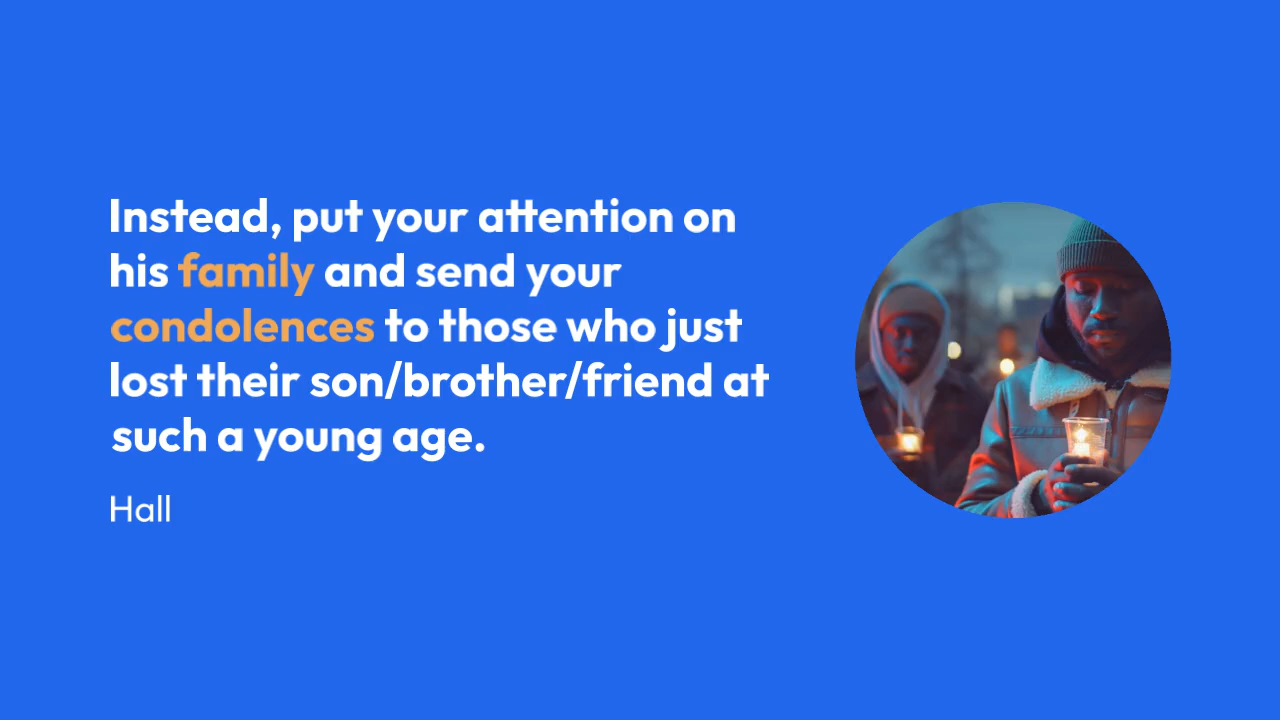 Instead, put your attention on
his family and send your
condolences to those who just
lost their son/brother/friend at
such a young age.
Hall